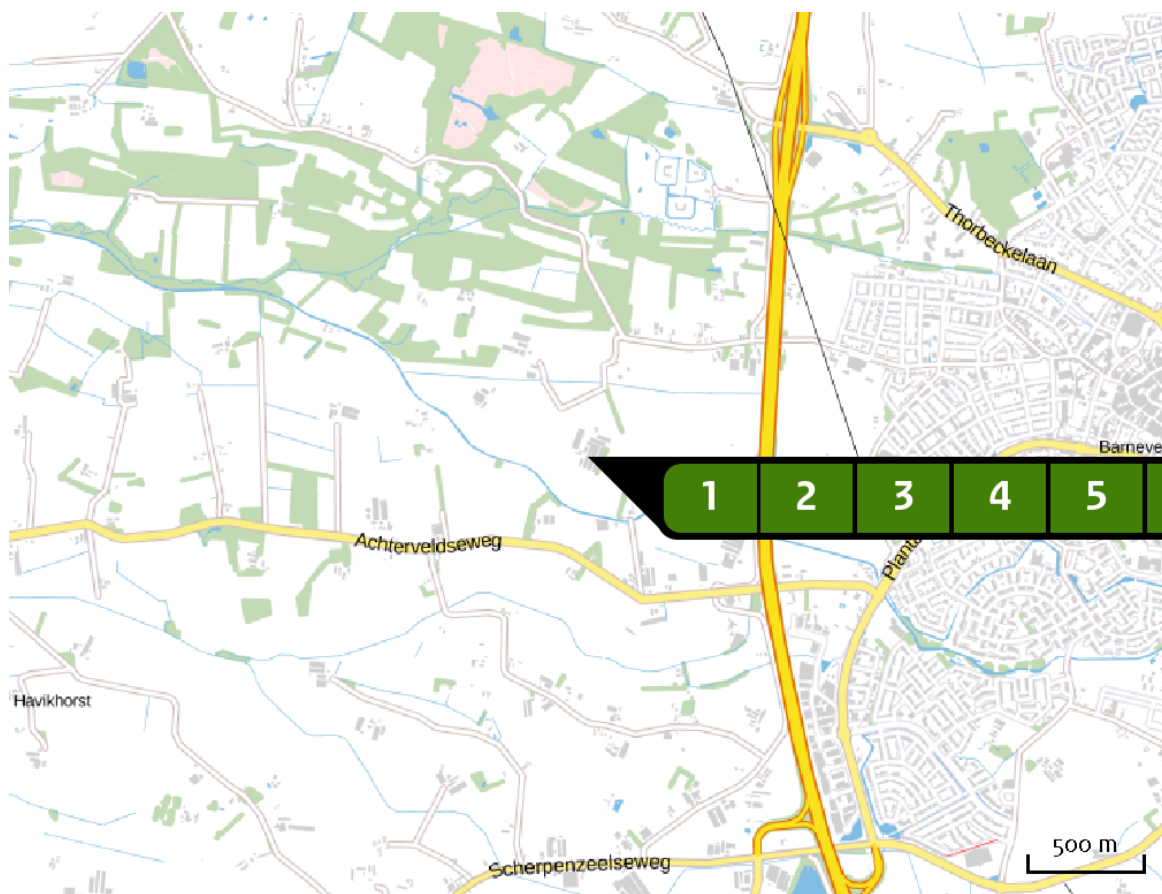 Thorbeckelaan
Barneve
1 2 3 4 5
Achterveldseweg
Planta
Havikhorst
Scherpenzeelseweg
500 m